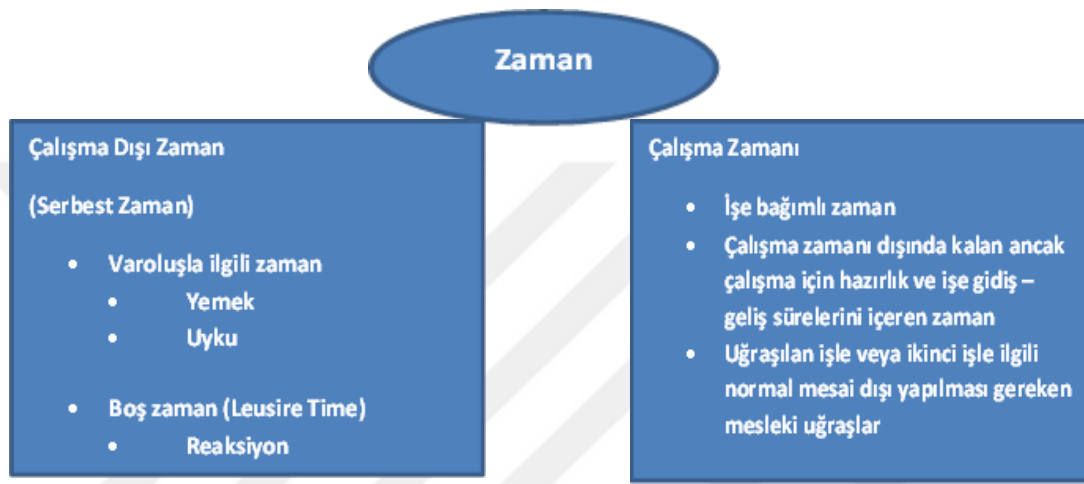 Zaman
Çalışma Dışı Zaman
(Serbest Zaman)
• Varoluşla ilgili zaman
• Yemek
• Uyku
• Boş zaman (Leusire Time)
• Reaksiyon
Çalışma Zamanı
• İşe bağımlı zaman
• Çalışma zamanı dışında kalan ancak
çalışma için hazırlık ve işe gidiş –
geliş sürelerini içeren zaman
• Uğraşılan işle veya ikinci işle ilgili
normal mesai dışı yapılması gereken
mesleki uğraşlar